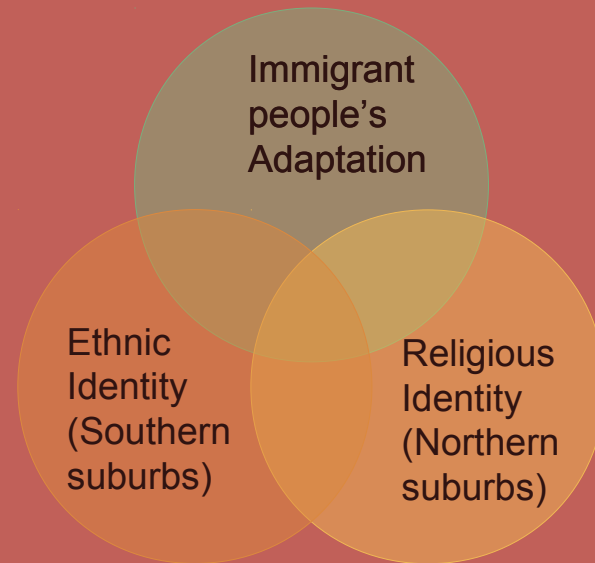 Immigrant
people’s
Adaptation
Ethnic
Identity
(Southern
suburbs)
Religious
Identity
(Northern
suburbs)